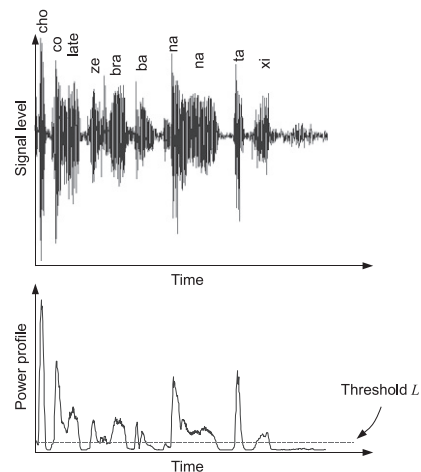 cho
co
late
ze
bra
ba
na
na
ta
xi
Signal level
Time
Power profile
Threshold L
Time